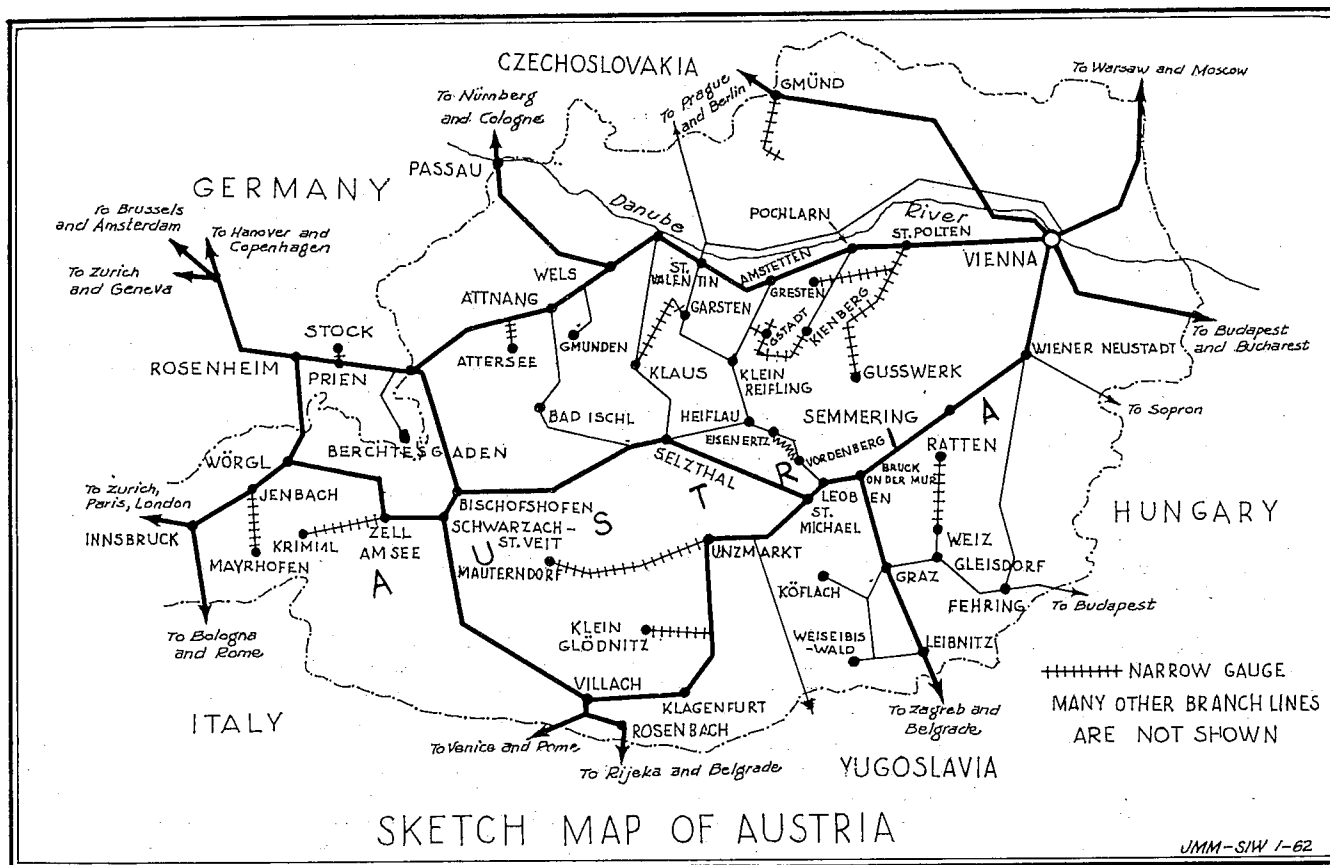 CZECHOSLOVAKIA
GMÜND
To Warsaw and Moscow
To Nürnberg
and Cologne
To Prague
and Berlin
PASSAU
GERMANY
To Brussels
and Amsterdam
To Hanover and
Copenhagen
To Zurich
and Geneva
Danube
River
POCHLARN
ST. POLTEN
VIENNA
WELS
ST.
VALENTIN
AMSTETTEN
GRESTEN
ATTNANG
GARSTEN
KIENBERG
STOCK
ATTERSEE
GMUNDEN
To Budapest
and Bucharest
ROSENHEIM
PRIEN
KLAUS
KLEIN
REIFLING
GUSSWERK
WIENER NEUSTADT
BAD ISCHL
HEIFLAU
SEMMERING
To Sopron
BERCHTESGADEN
EISENERTZ
VORDENBERG
RATTEN
WÖRGL
SELZTHAL
BRUCK
ON DER MUR
To Zurich,
Paris, London
JENBACH
BISCHOFSHOFEN
LEOBEN
INNSBRUCK
KRIMML
ZELL
AM SEE
SCHWARZACH-
ST. VEIT
ST.
MICHAEL
HUNGARY
MAYRHOFEN
MAUTERNDORF
UNZMARKT
WEIZ
GLEISDORF
AUSTRIA
KÖFLACH
GRAZ
FEHRING
To Budapest
To Bologna
and Rome
KLEIN
GLÖDNITZ
WEISEIBIS
-WALD
LEIBNITZ
NARROW GAUGE
MANY OTHER BRANCH LINES
ARE NOT SHOWN
VILLACH
KLAGENFURT
ITALY
ROSENBACH
To Venice and Rome
To Zagreb and
Belgrade
To Rijeka and Belgrade
YUGOSLAVIA
SKETCH MAP OF AUSTRIA
JMM-SIW 1-62